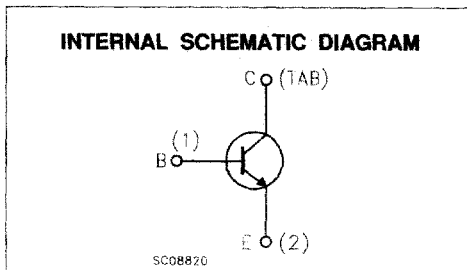 INTERNAL SCHEMATIC DIAGRAM
C (TAB)
(1)
B
E (2)
SC08820